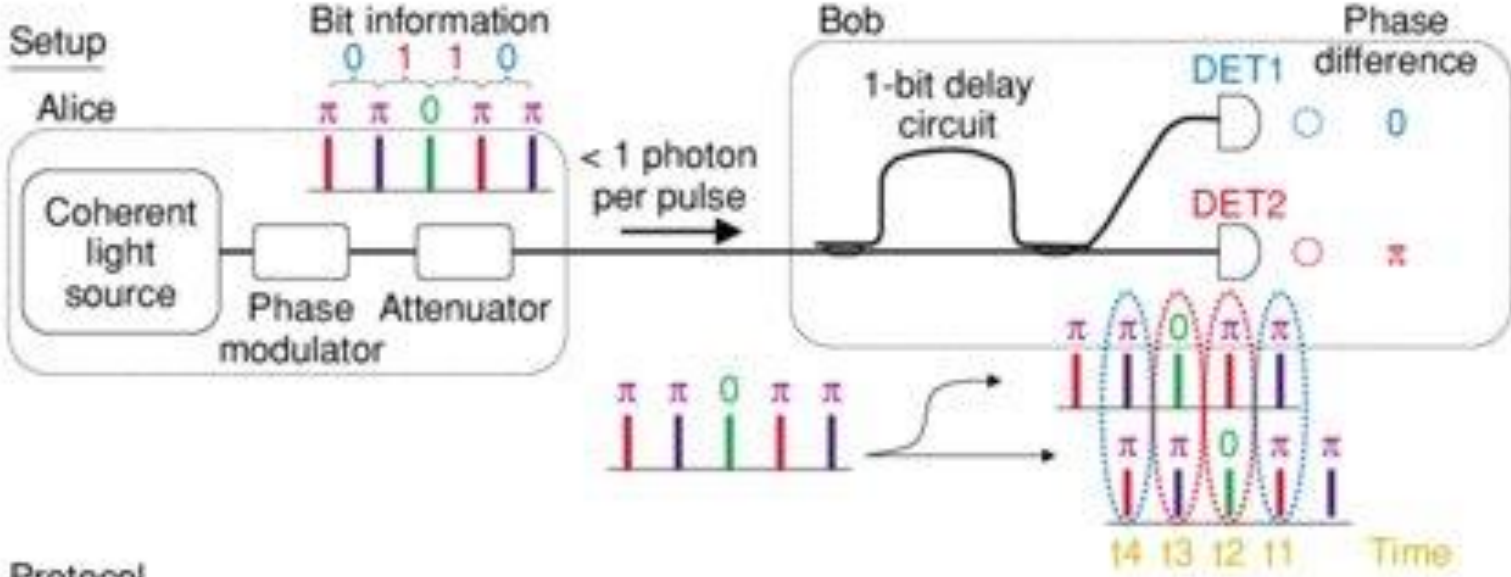 Setup
Bit information
0 1 1 0
Alice
π π 0 π π
Coherent
light
source
Phase
modulator
Attenuator
< 1 photon
per pulse
Bob
1-bit delay
circuit
Phase
difference
DET1
0
DET2
π
π π 0 π π
π π 0 π π
π π 0 π π
t4 t3 t2 t1 Time
Protocol